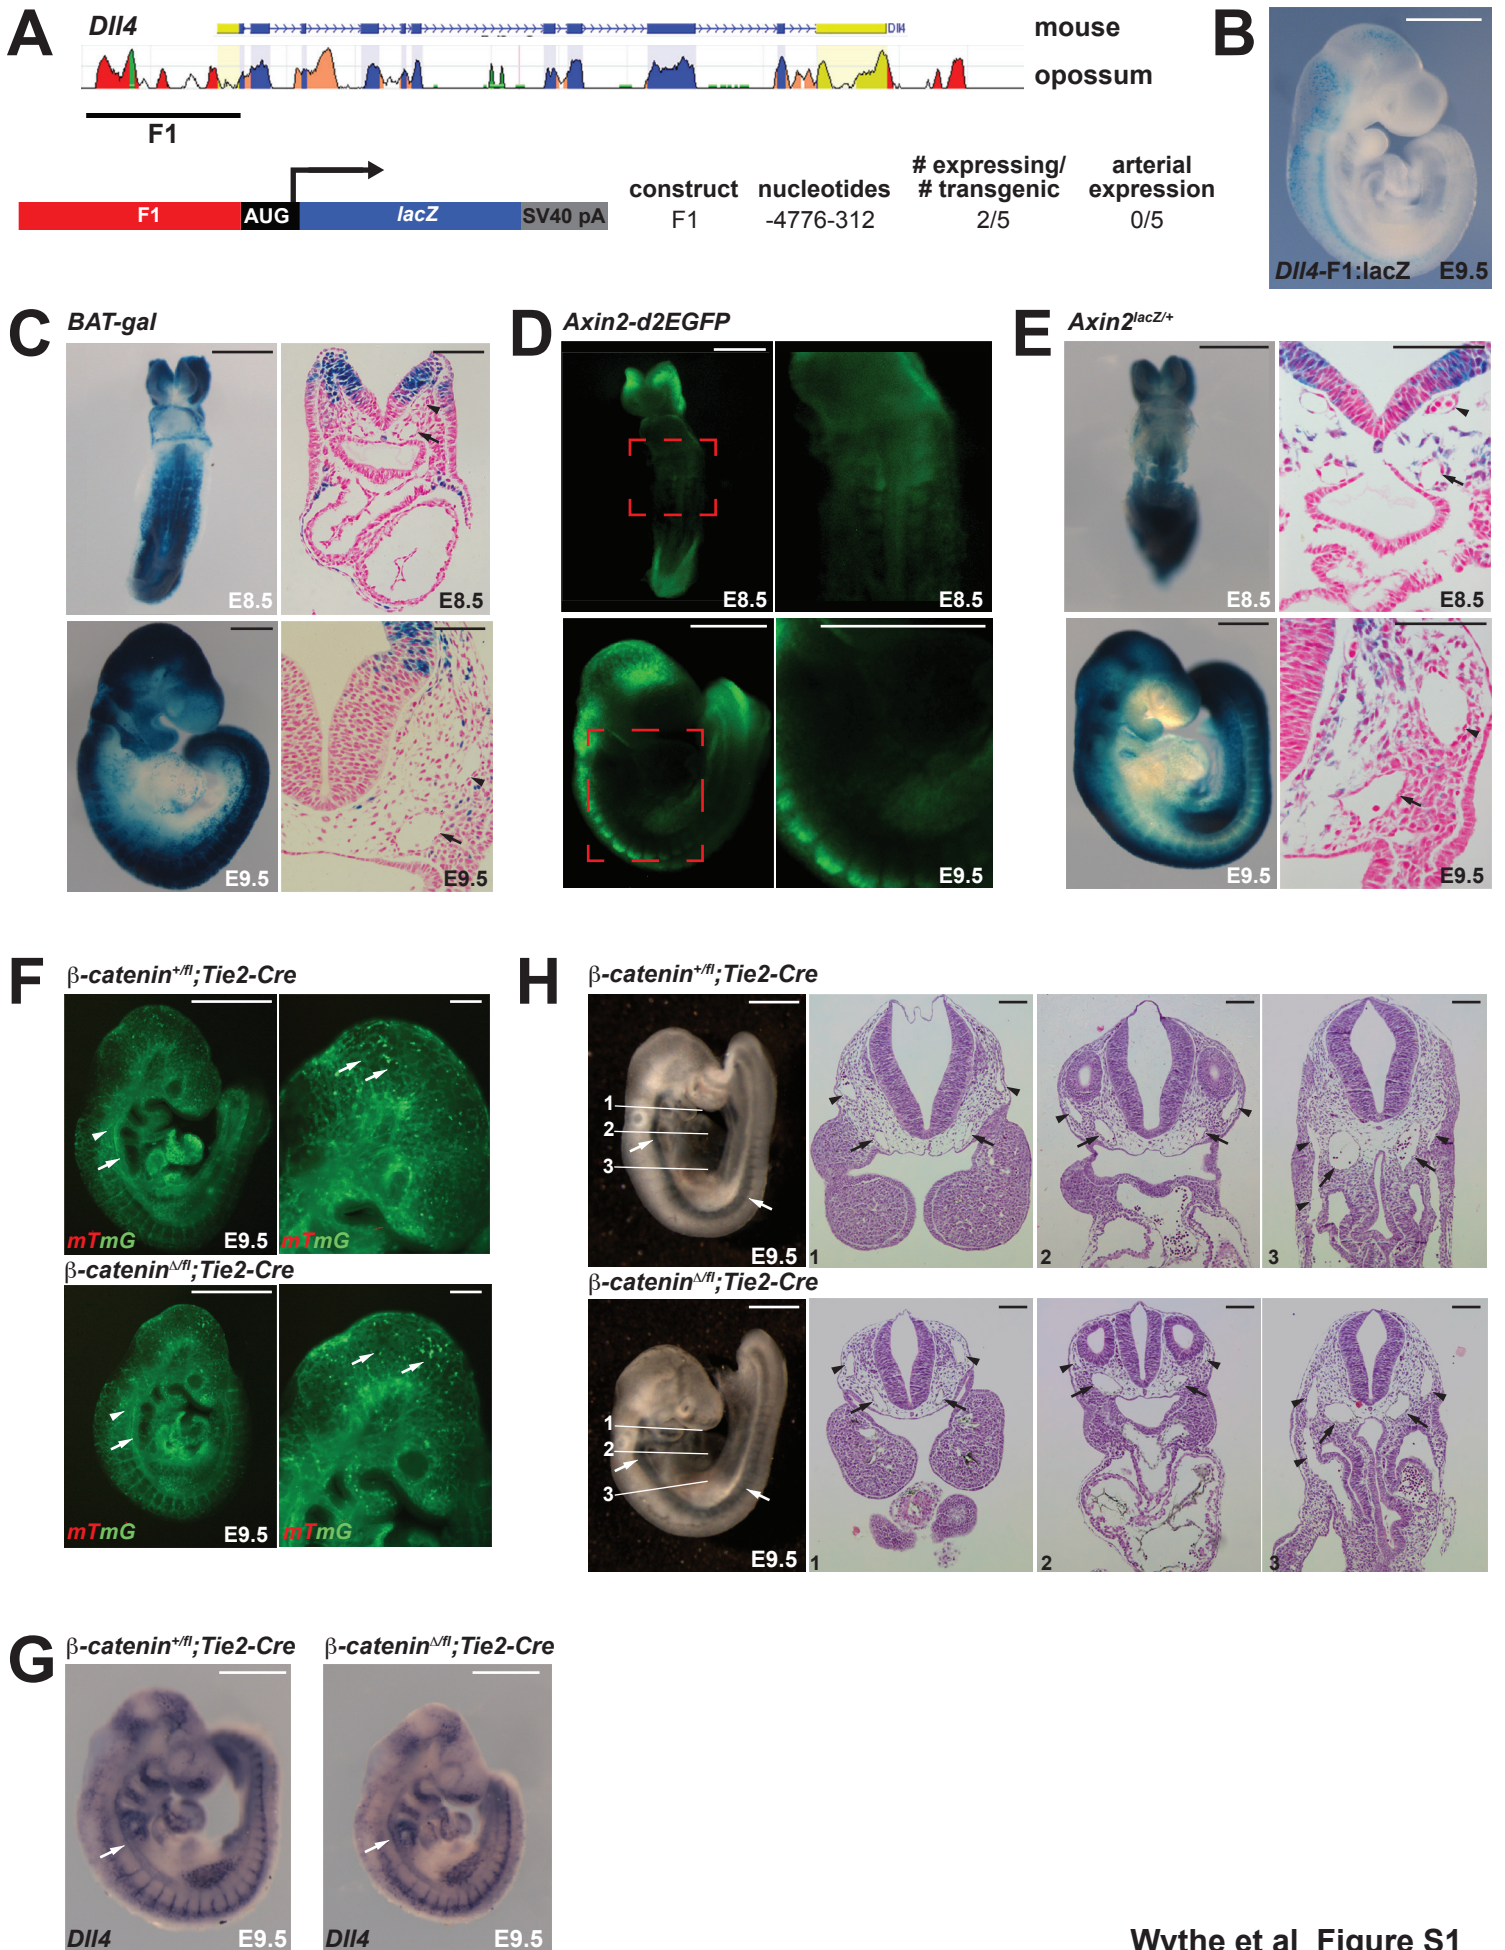 A
Dll4
Dll4
mouse
opossum
F1
F1
AUG
lacZ
SV40 pA
construct
nucleotides
# expressing/
# transgenic
arterial
expression
F1
-4776-312
2/5
0/5
B
Dll4-F1:lacZ E9.5
C
BAT-gal
E8.5
E8.5
E9.5
E9.5
D
Axin2-d2EGFP
E8.5
E8.5
E9.5
E
Axin2lacZ/+
E8.5
E8.5
E9.5
E9.5
F
β-catenin+/fl;Tie2-Cre
mTmG
E9.5
mTmG
β-cateninΔ/fl;Tie2-Cre
mTmG
E9.5
mTmG
H
β-catenin+/fl;Tie2-Cre
1
2
3
E9.5
1
2
3
β-cateninΔ/fl;Tie2-Cre
1
2
3
E9.5
1
2
3
G
β-catenin+/fl;Tie2-Cre
β-cateninΔ/fl;Tie2-Cre
Dll4
E9.5
Dll4
E9.5
Wythe et al Figure S1